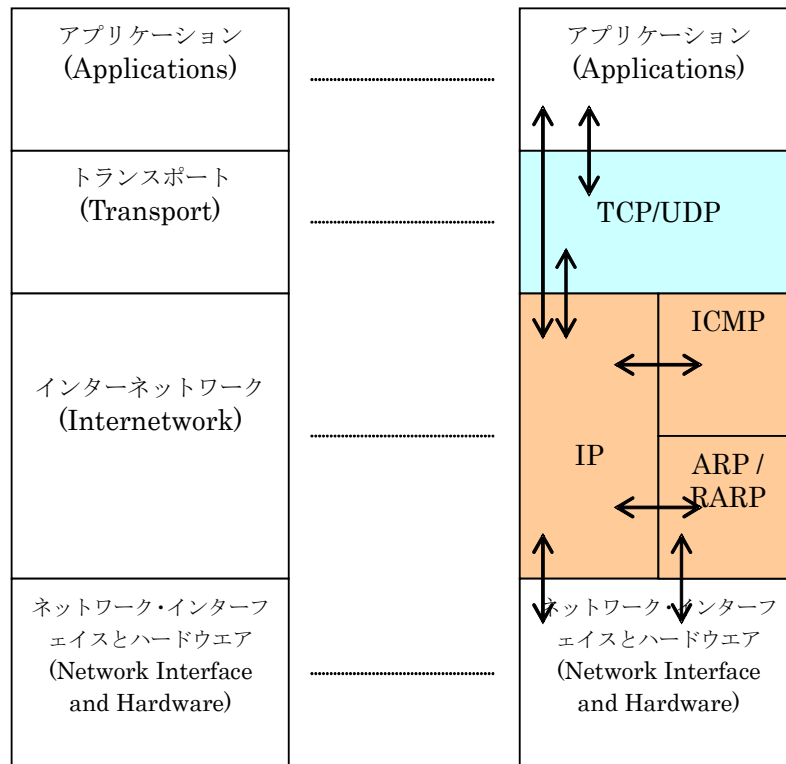 アプリケーション
(Applications)
トランスポート
(Transport)
インターネットワーク
(Internetwork)
ネットワーク・インターフ
ェイスとハードウエア
(Network Interface
and Hardware)
アプリケーション
(Applications)
TCP/UDP
ICMP
IP
ARP /
RARP
ネットワーク・インターフ
ェイスとハードウエア
(Network Interface
and Hardware)